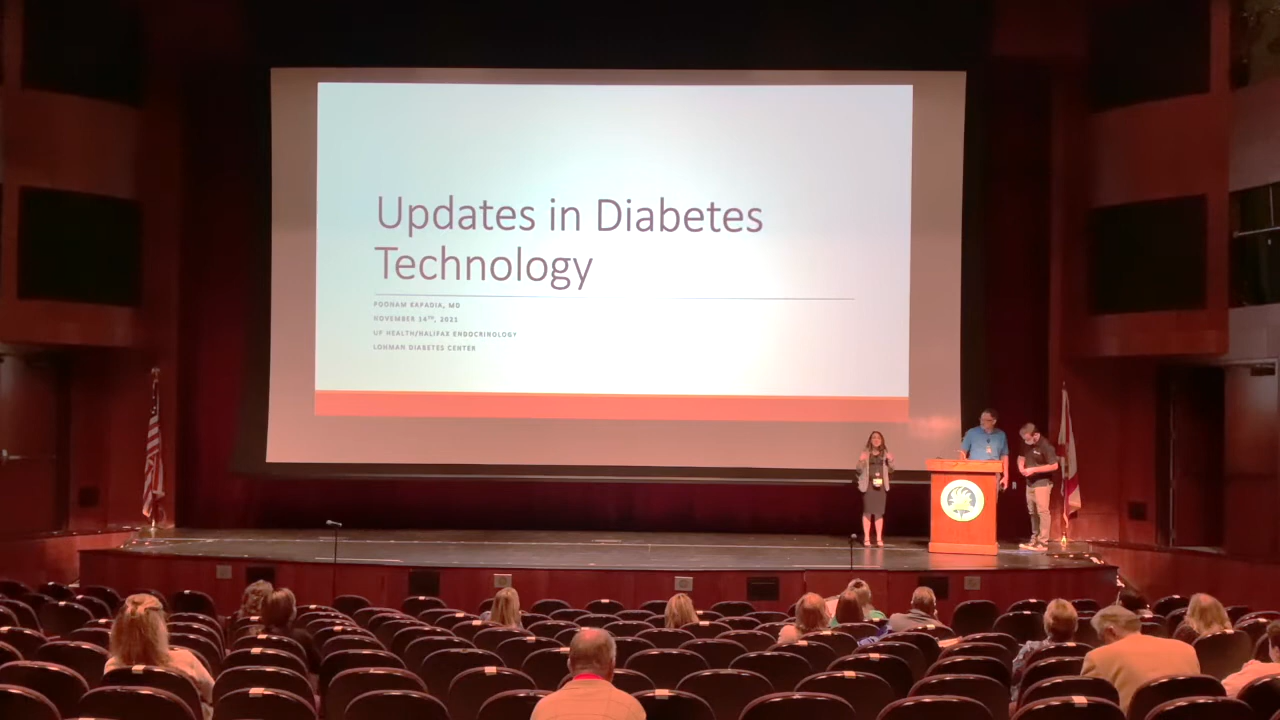 Updates in Diabetes
Technology
POONAM KAPADIA, MD
NOVEMBER 14TH, 2021
UF HEALTH/HALIFAX ENDOCRINOLOGY
LOHMAN DIABETES CENTER